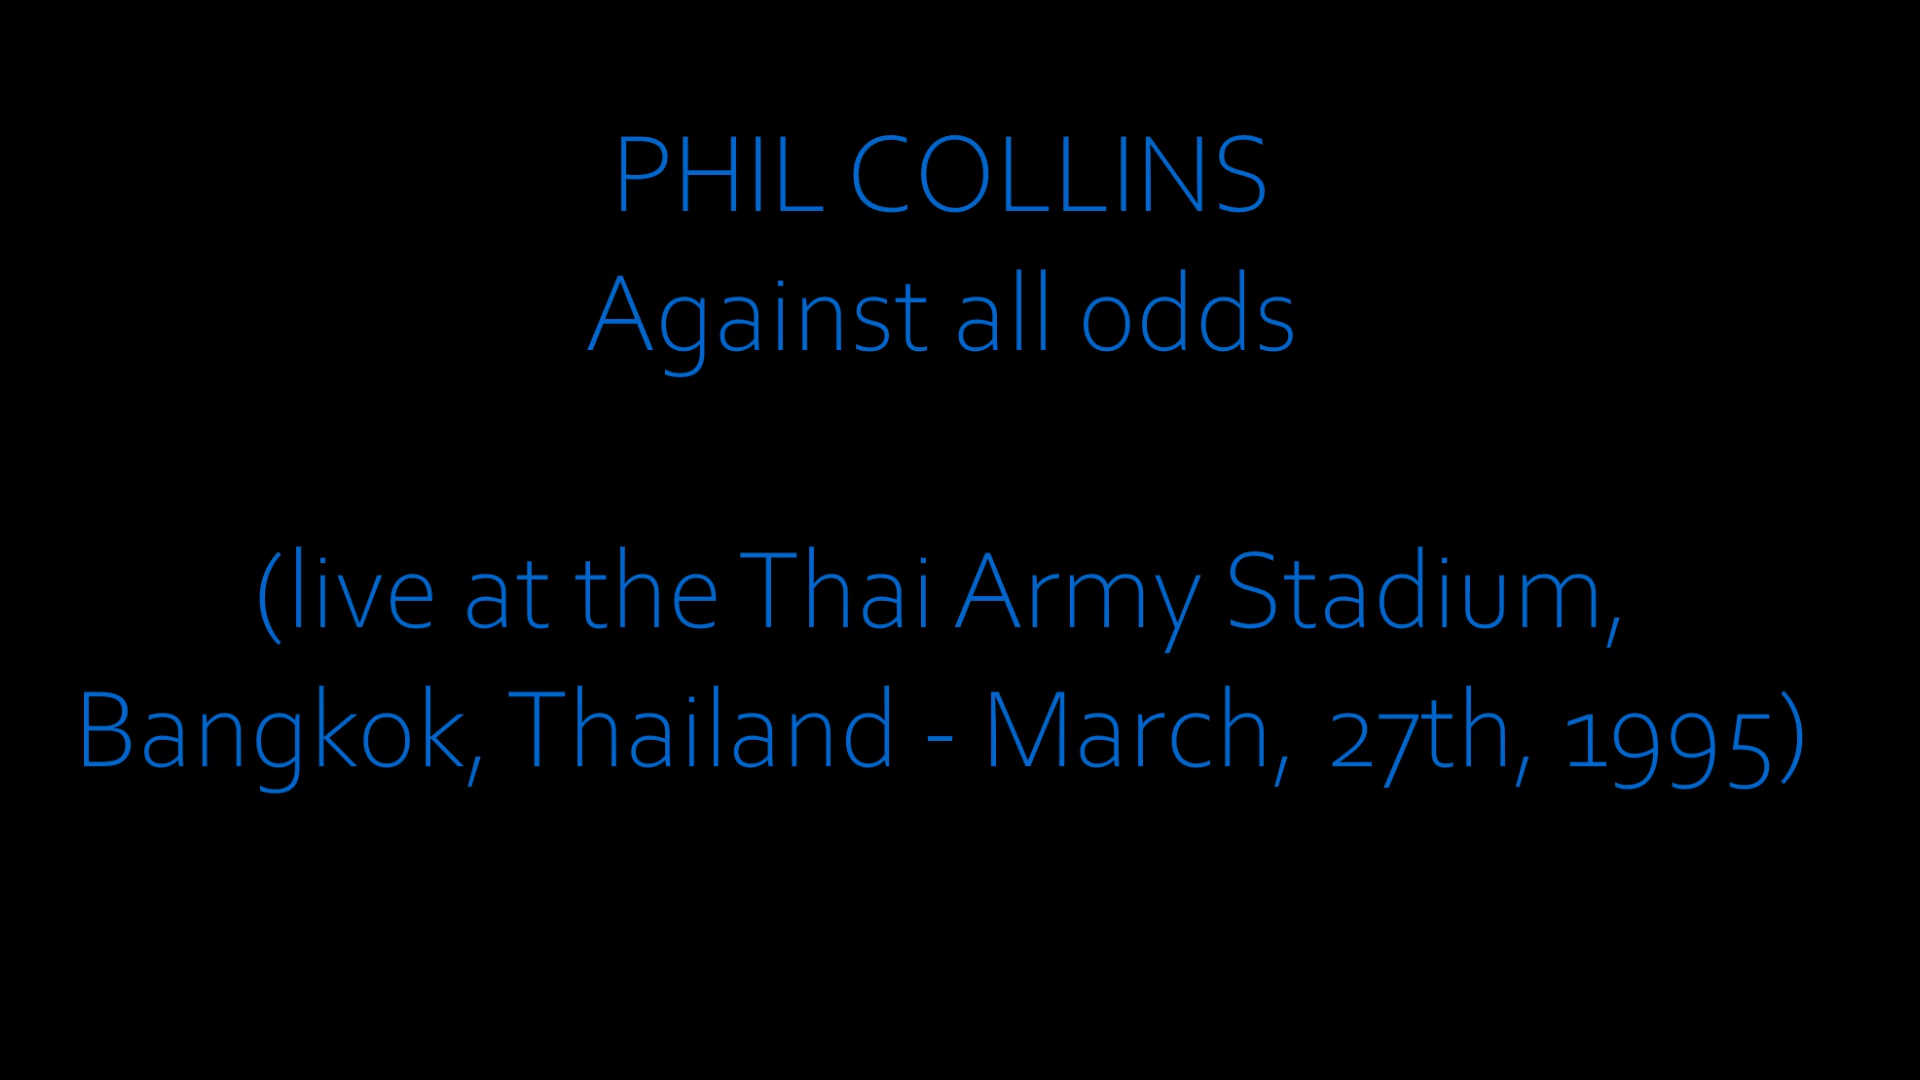 PHIL COLLINS
Against all odds
(live at the Thai Army Stadium,
Bangkok, Thailand - March, 27th, 1995)